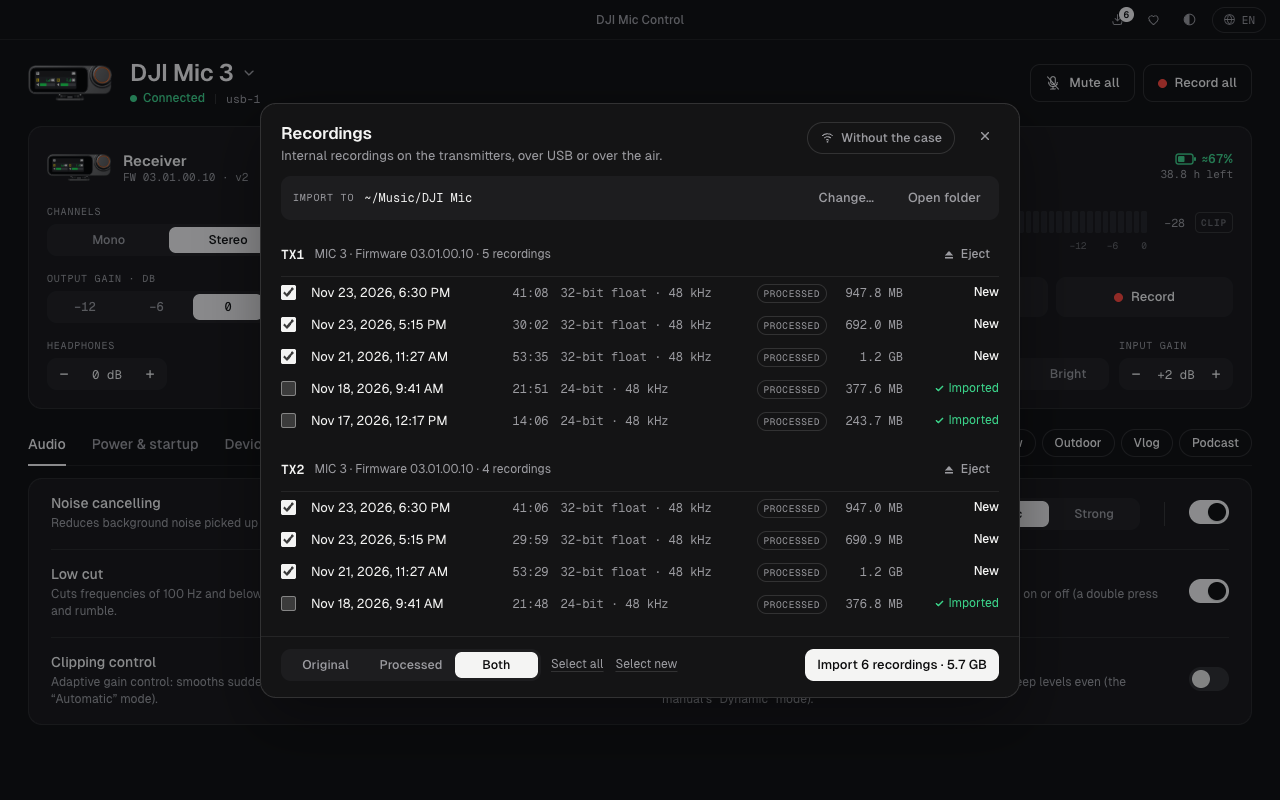 DJI Mic Control
6
EN
DJI Mic 3
Connected
usb-1
Mute all
Record all
Receiver
FW 03.01.00.10 · v2
CHANNELS
Mono
Stereo
OUTPUT GAIN · DB
−12
−6
0
HEADPHONES
− 0 dB +
≈67%
38.8 h left
−28
CLIP
−12 −6 0
Record
INPUT GAIN
Bright
− +2 dB +
Recordings
Without the case
Internal recordings on the transmitters, over USB or over the air.
IMPORT TO ~/Music/DJI Mic
Change…
Open folder
TX1 MIC 3 · Firmware 03.01.00.10 · 5 recordings
Eject
Nov 23, 2026, 6:30 PM 41:08 32-bit float · 48 kHz PROCESSED 947.8 MB New
Nov 23, 2026, 5:15 PM 30:02 32-bit float · 48 kHz PROCESSED 692.0 MB New
Nov 21, 2026, 11:27 AM 53:35 32-bit float · 48 kHz PROCESSED 1.2 GB New
Nov 18, 2026, 9:41 AM 21:51 24-bit · 48 kHz PROCESSED 377.6 MB ✓ Imported
Nov 17, 2026, 12:17 PM 14:06 24-bit · 48 kHz PROCESSED 243.7 MB ✓ Imported
TX2 MIC 3 · Firmware 03.01.00.10 · 4 recordings
Eject
Nov 23, 2026, 6:30 PM 41:06 32-bit float · 48 kHz PROCESSED 947.0 MB New
Nov 23, 2026, 5:15 PM 29:59 32-bit float · 48 kHz PROCESSED 690.9 MB New
Nov 21, 2026, 11:27 AM 53:29 32-bit float · 48 kHz PROCESSED 1.2 GB New
Nov 18, 2026, 9:41 AM 21:48 24-bit · 48 kHz PROCESSED 376.8 MB ✓ Imported
Original
Processed
Both
Select all
Select new
Import 6 recordings · 5.7 GB
Audio
Power & startup
Outdoor
Vlog
Podcast
Noise cancelling
Reduces background noise picked up
Strong
Low cut
Cuts frequencies of 100 Hz and below
and rumble.
on or off (a double press
Clipping control
Adaptive gain control: smooths
"Automatic" mode).
levels even (the
manual's "Dynamic" mode).